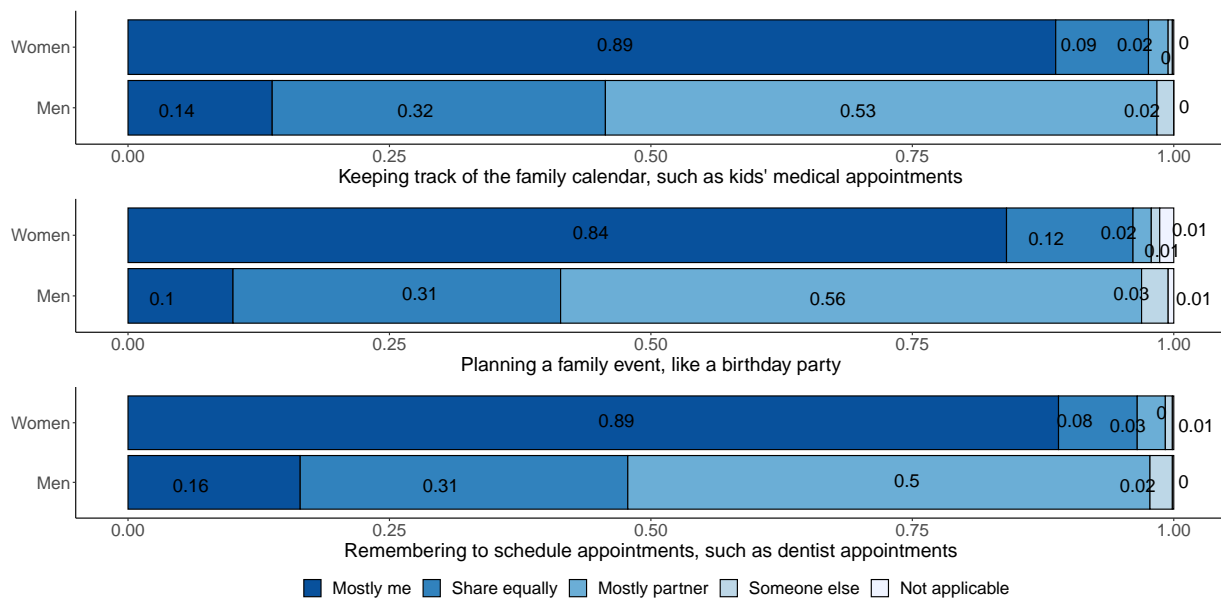 Women 0.89 0.09 0.02 0 0
Men 0.14 0.32 0.53 0.02 0
0.00 0.25 0.50 0.75 1.00
Keeping track of the family calendar, such as kids' medical appointments
Women 0.84 0.12 0.02 0.01 0.01
Men 0.1 0.31 0.56 0.03 0.01
0.00 0.25 0.50 0.75 1.00
Planning a family event, like a birthday party
Women 0.89 0.08 0.03 0 0.01
Men 0.16 0.31 0.5 0.02 0
0.00 0.25 0.50 0.75 1.00
Remembering to schedule appointments, such as dentist appointments
Mostly me Share equally Mostly partner Someone else Not applicable